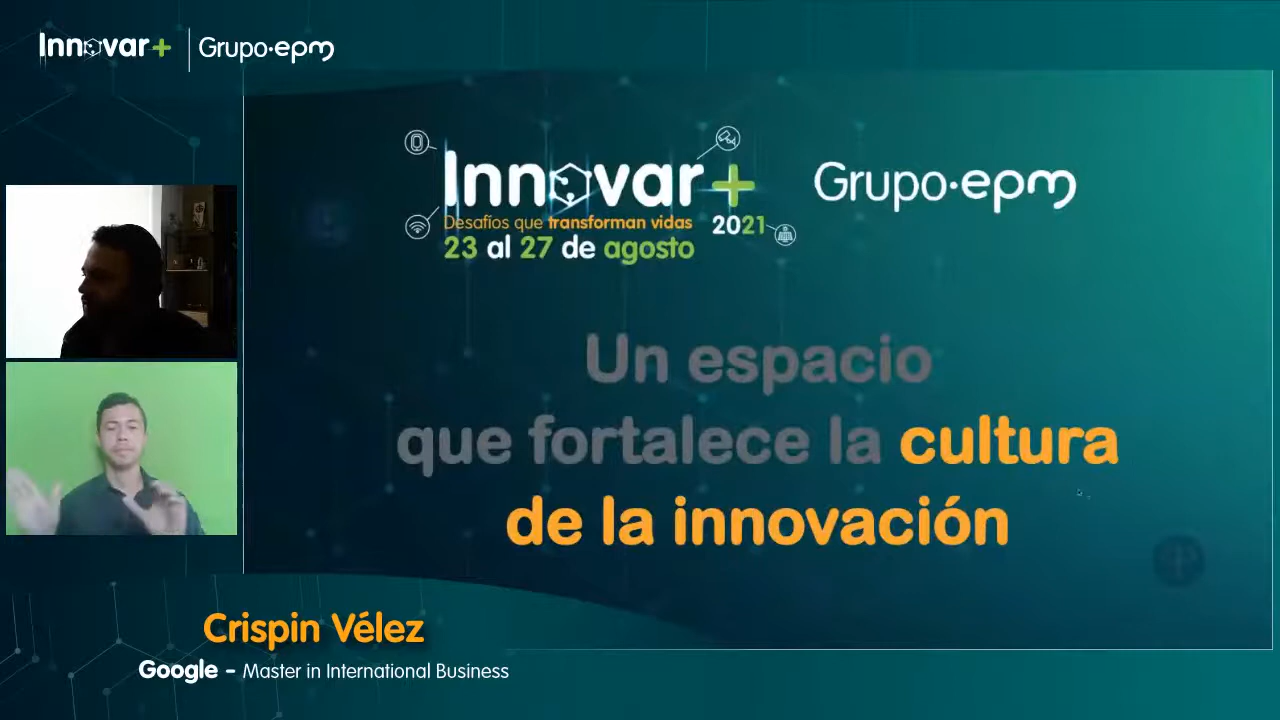 Innovar+ Grupo·epm
Innovar+ Grupo·epm
Desafíos que transforman vidas 2021
23 al 27 de agosto
Un espacio
que fortalece la cultura
de la innovación
Crispin Vélez
Google - Master in International Business